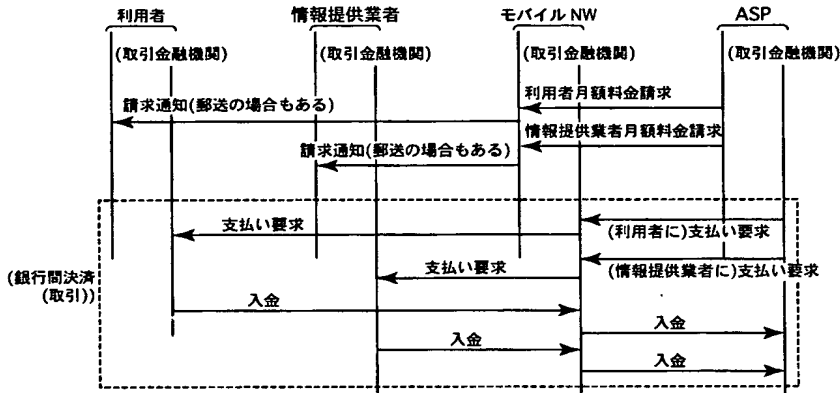 利用者
情報提供業者
モバイルNW
ASP
(取引金融機関)
(取引金融機関)
(取引金融機関)
(取引金融機関)
利用者月額料金請求
請求通知(郵送の場合もある)
情報提供業者月額料金請求
請求通知(郵送の場合もある)
支払い要求
(利用者に)支払い要求
(銀行間決済
(取引))
支払い要求
(情報提供業者に)支払い要求
入金
入金
入金
入金